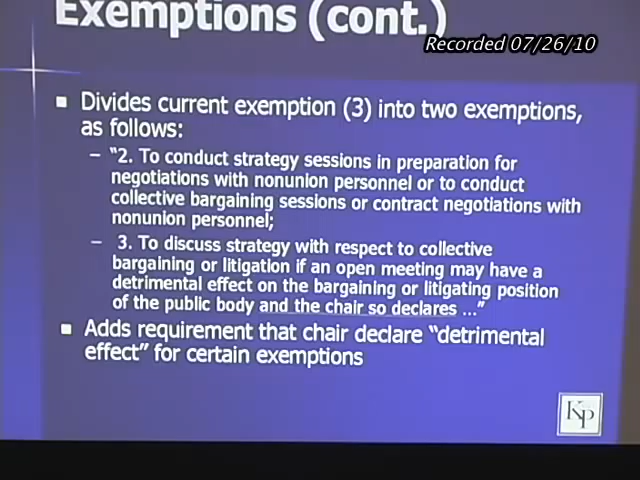 Exemptions (cont.)
Recorded 07/26/10
▪ Divides current exemption (3) into two exemptions,
as follows:
– "2. To conduct strategy sessions in preparation for
negotiations with nonunion personnel or to conduct
collective bargaining sessions or contract negotiations with
nonunion personnel;
– 3. To discuss strategy with respect to collective
bargaining or litigation if an open meeting may have a
detrimental effect on the bargaining or litigating position
of the public body and the chair so declares ..."
▪ Adds requirement that chair declare "detrimental
effect" for certain exemptions
KP